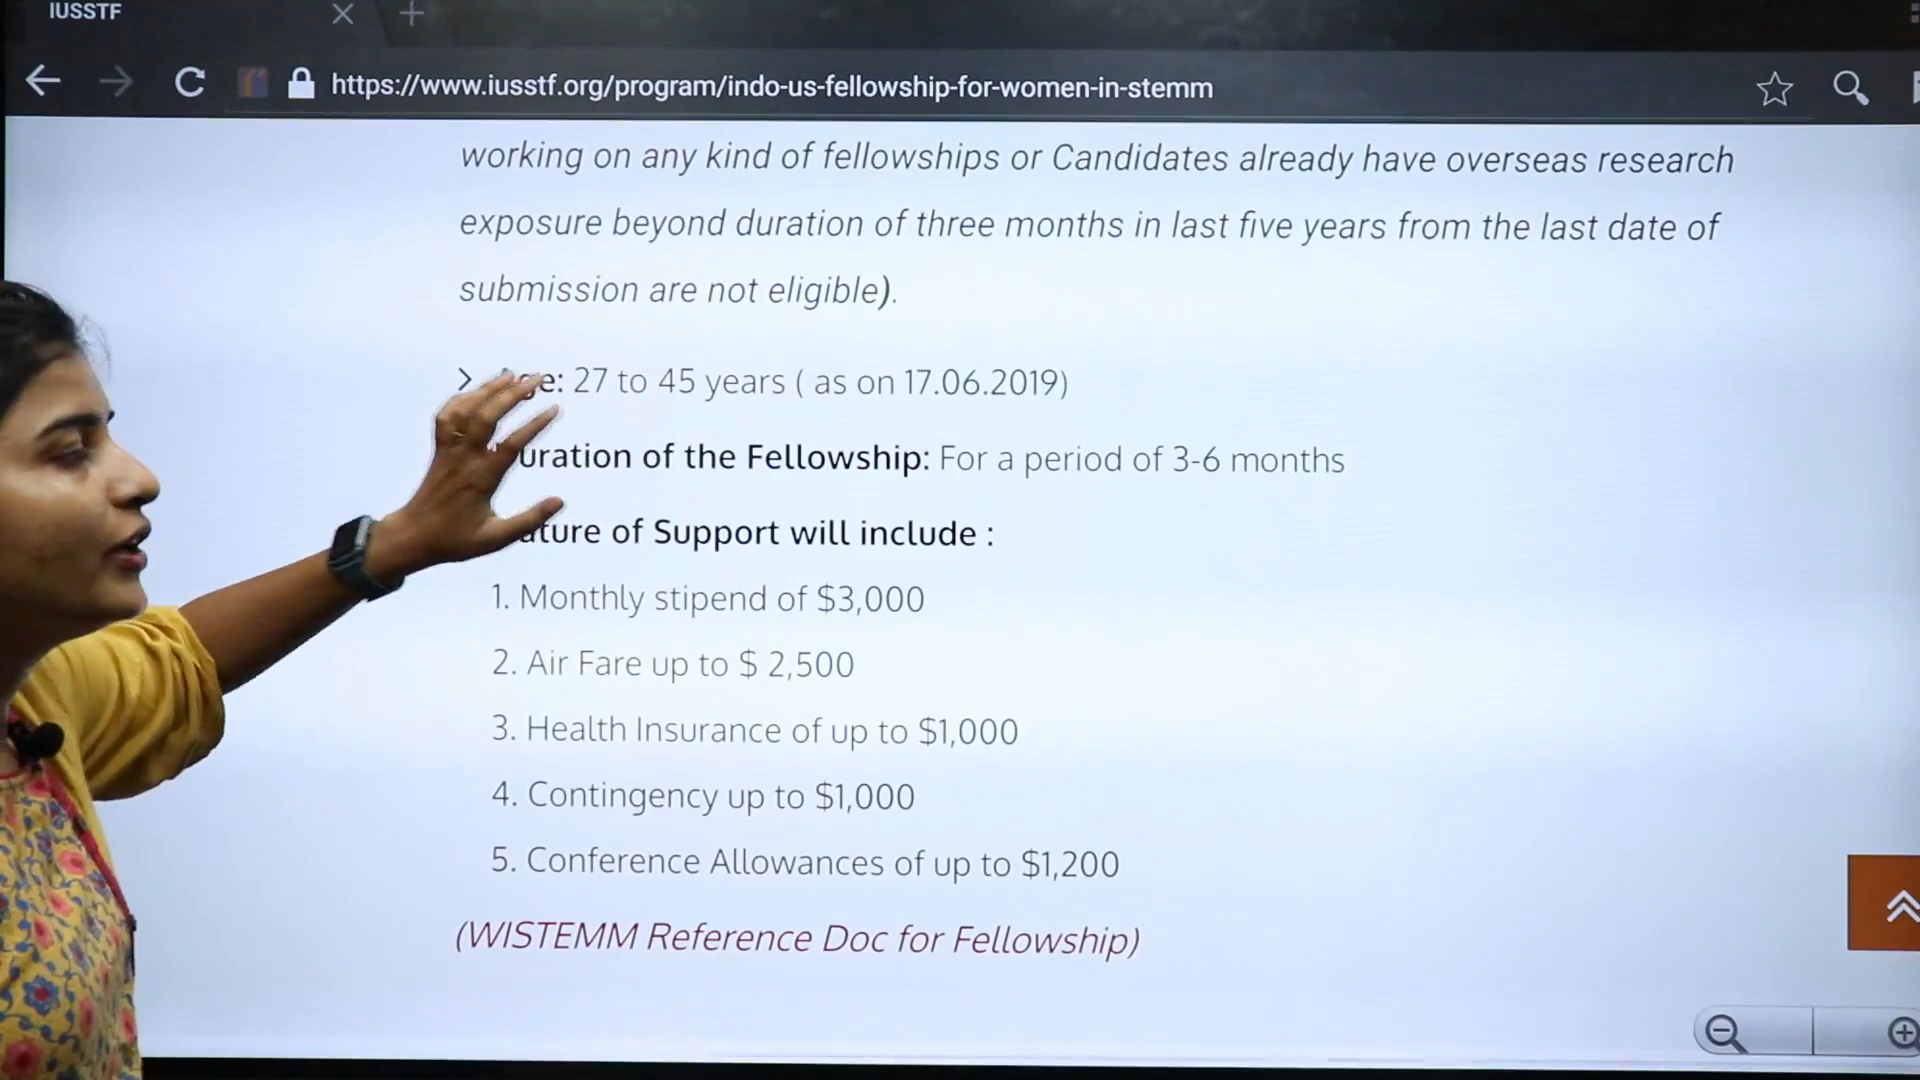 IUSSTF
https://www.iusstf.org/program/indo-us-fellowship-for-women-in-stemm
working on any kind of fellowships or Candidates already have overseas research
exposure beyond duration of three months in last five years from the last date of
submission are not eligible).
> Age: 27 to 45 years ( as on 17.06.2019)
uration of the Fellowship: For a period of 3-6 months
ature of Support will include :
1. Monthly stipend of $3,000
2. Air Fare up to $ 2,500
3. Health Insurance of up to $1,000
4. Contingency up to $1,000
5. Conference Allowances of up to $1,200
(WISTEMM Reference Doc for Fellowship)